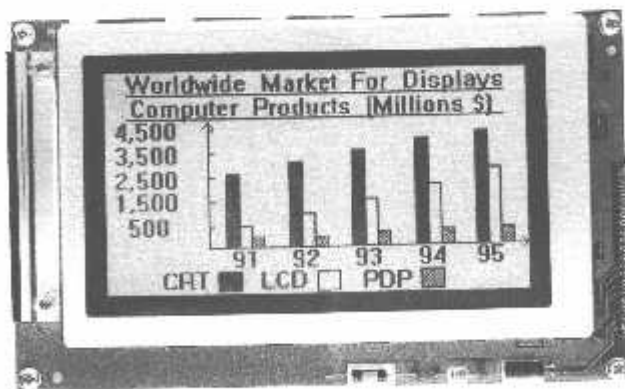 Worldwide Market For Displays
Computer Products (Millions $)
4,500
3,500
2,500
1,500
500
91 92 93 94 95
CRT LCD PDP